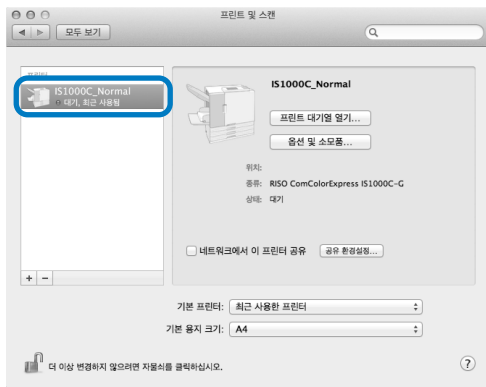 프린트 및 스캔
모두 보기
프린터
IS1000C_Normal
대기, 최근 사용됨
IS1000C_Normal
프린트 대기열 열기...
옵션 및 소모품...
위치:
종류: RISO ComColorExpress IS1000C-G
상태: 대기
네트워크에서 이 프린터 공유 공유 환경설정...
+ −
기본 프린터: 최근 사용한 프린터
기본 용지 크기: A4
더 이상 변경하지 않으려면 자물쇠를 클릭하십시오.
?